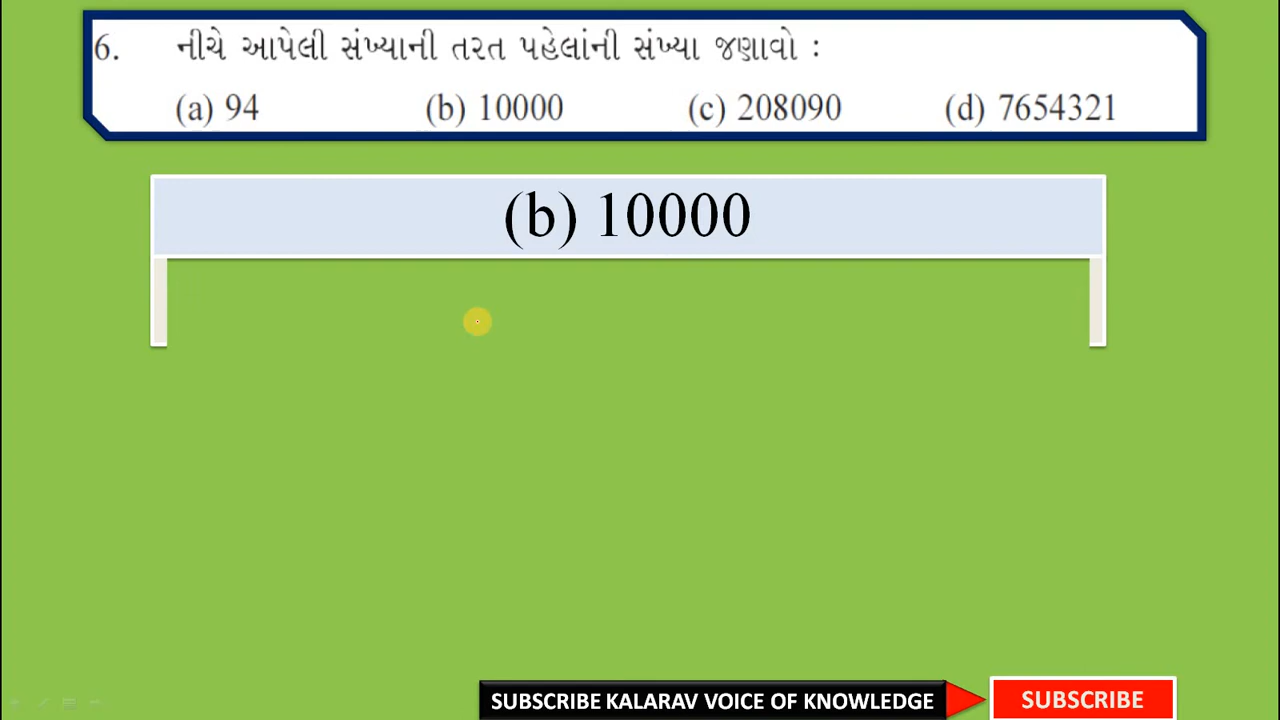 6. નીચે આપેલી સંખ્યાની તરત પહેલાંની સંખ્યા જણાવો :
(a) 94 (b) 10000 (c) 208090 (d) 7654321
(b) 10000
SUBSCRIBE KALARAV VOICE OF KNOWLEDGE SUBSCRIBE